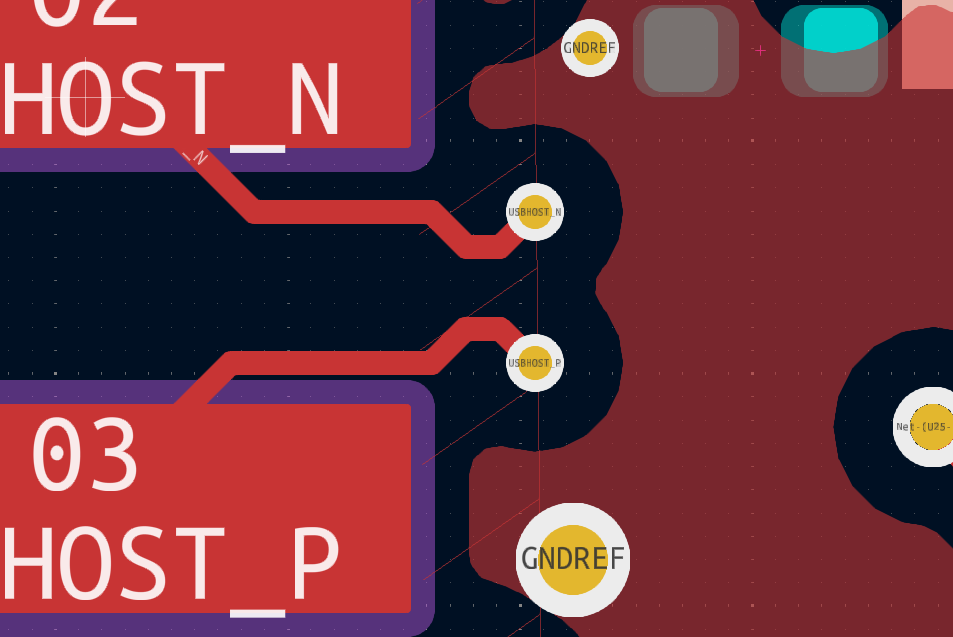 02
HOST_N
GNDREF
USBHOST_N
USBHOST_P
Net-(U25-
03
HOST_P
GNDREF